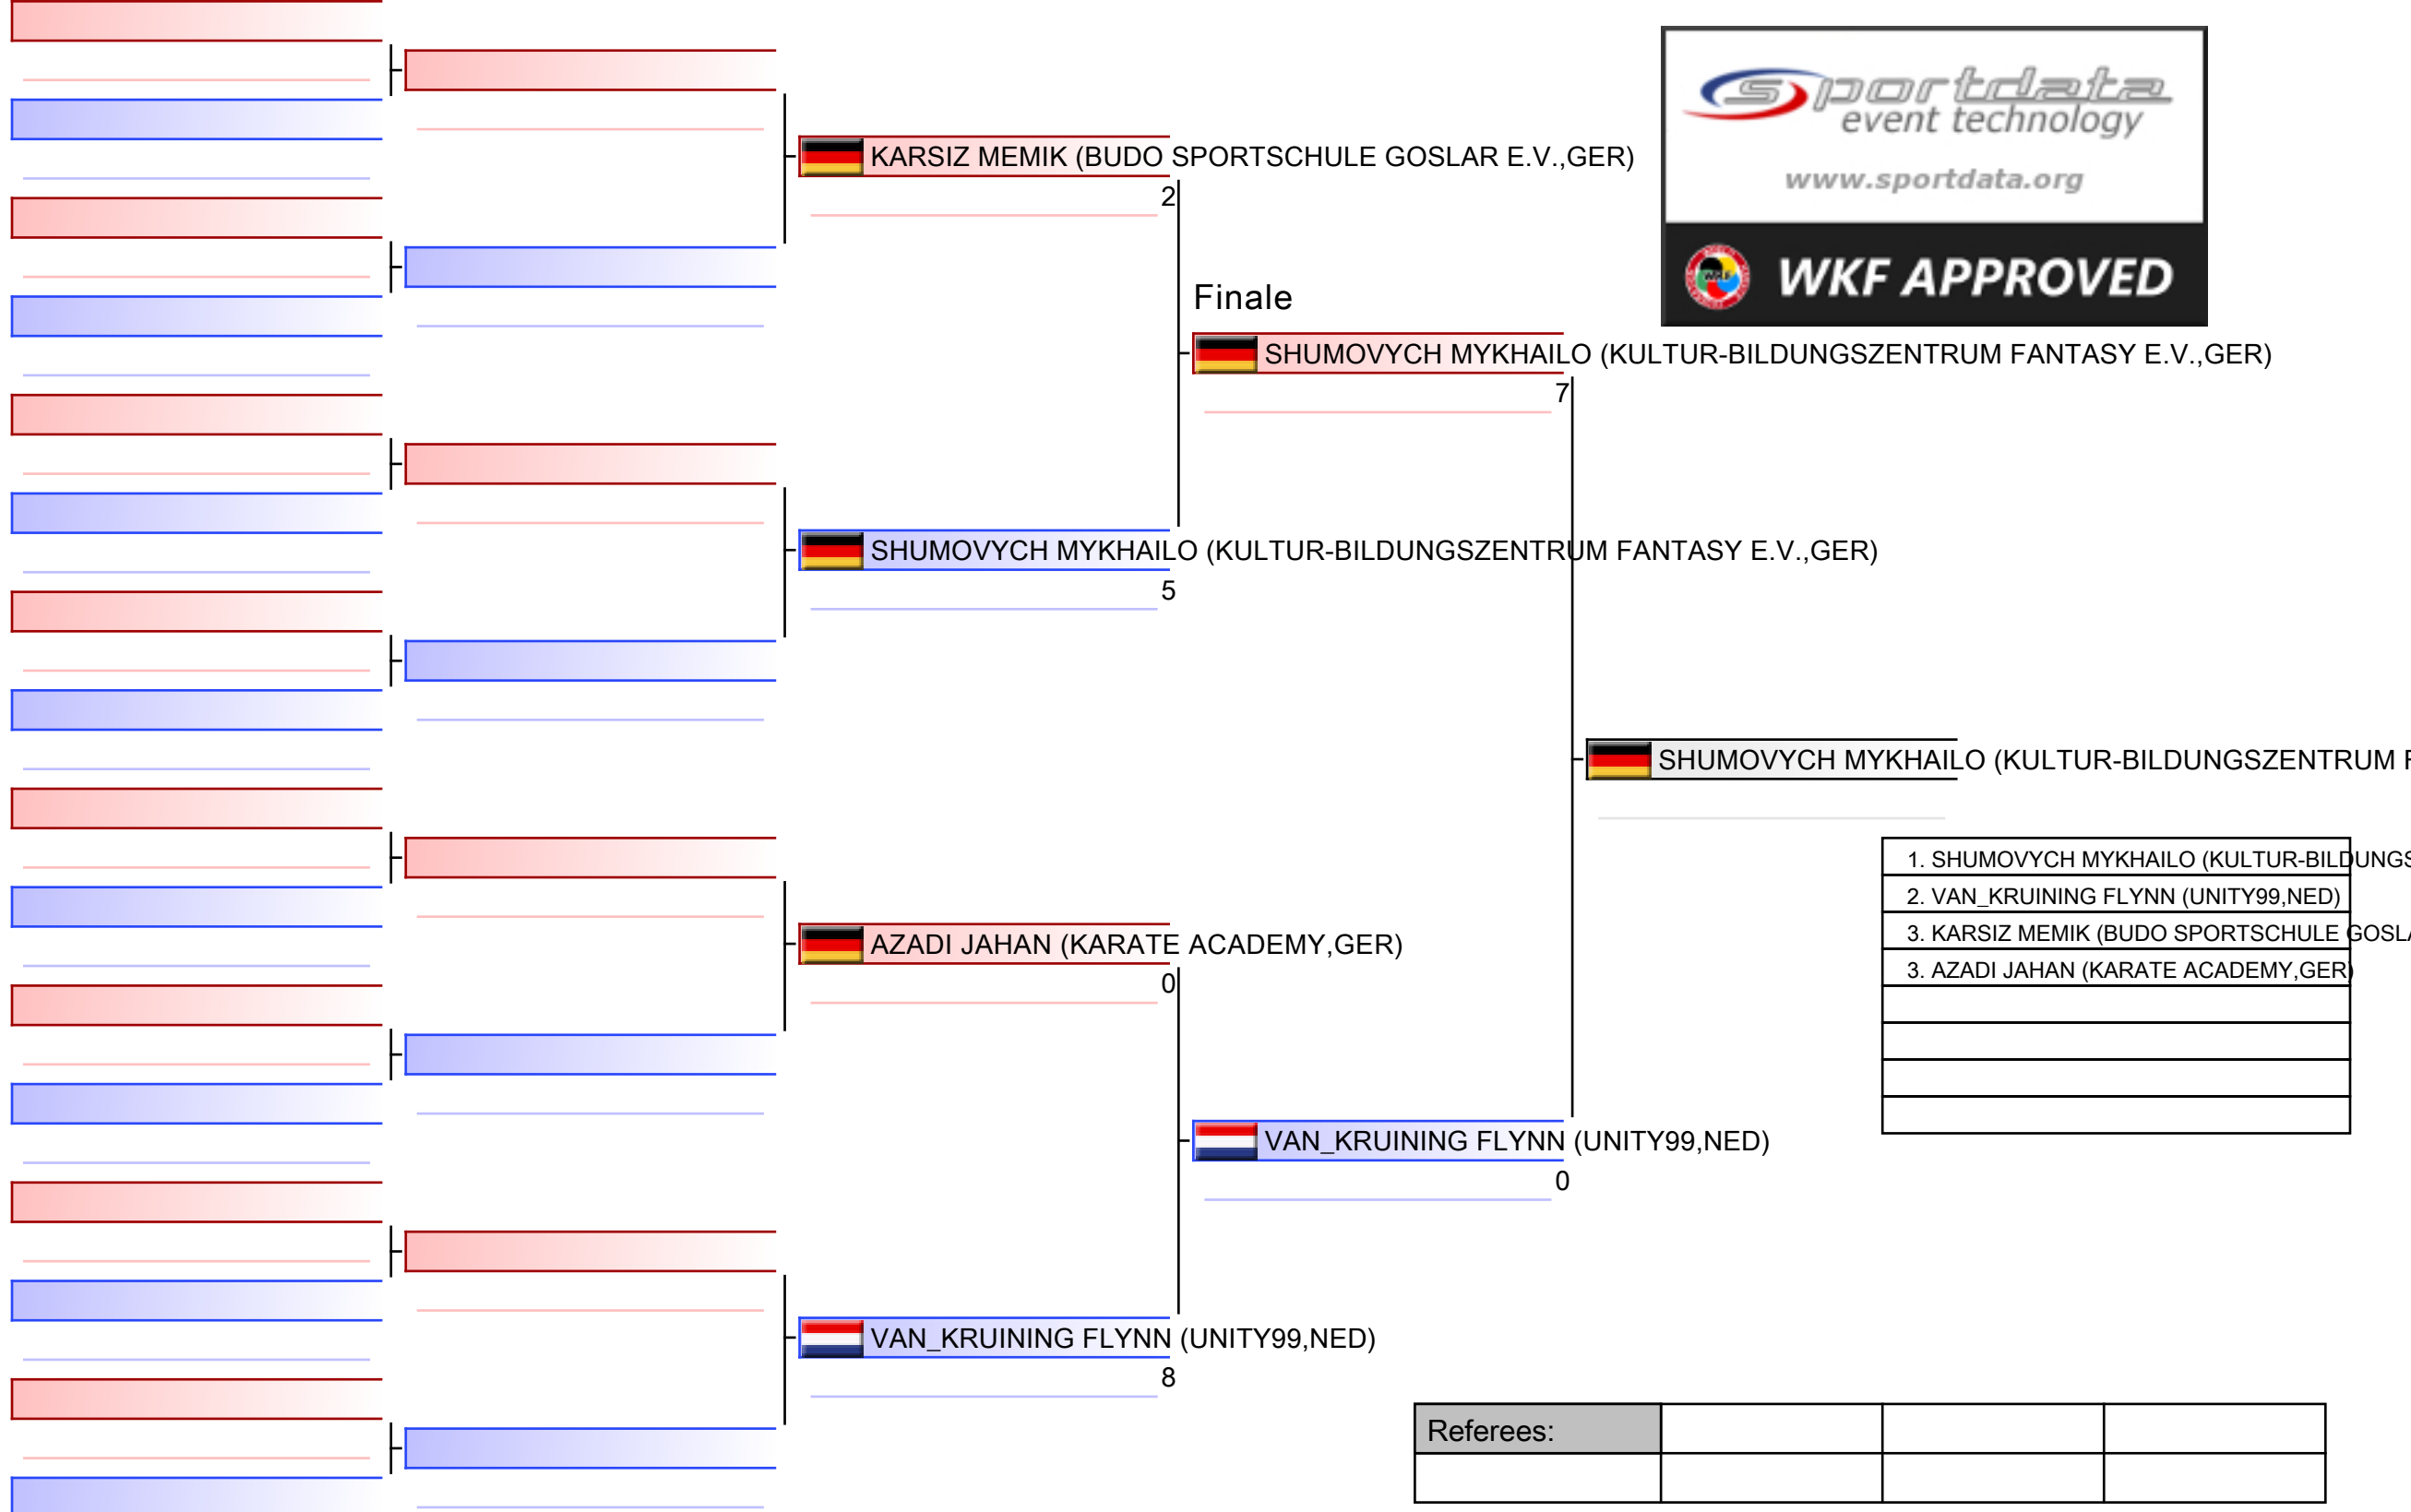 sportdata
event technology
www.sportdata.org
WKF
WKF APPROVED
KARSIZ MEMIK (BUDO SPORTSCHULE GOSLAR E.V.,GER)
2
Finale
SHUMOVYCH MYKHAILO (KULTUR-BILDUNGSZENTRUM FANTASY E.V.,GER)
7
SHUMOVYCH MYKHAILO (KULTUR-BILDUNGSZENTRUM FANTASY E.V.,GER)
5
SHUMOVYCH MYKHAILO (KULTUR-BILDUNGSZENTRUM
1. SHUMOVYCH MYKHAILO (KULTUR-BILDUNGS
2. VAN_KRUINING FLYNN (UNITY99,NED)
3. KARSIZ MEMIK (BUDO SPORTSCHULE GOSLA
3. AZADI JAHAN (KARATE ACADEMY,GER)
AZADI JAHAN (KARATE ACADEMY,GER)
0
VAN_KRUINING FLYNN (UNITY99,NED)
0
VAN_KRUINING FLYNN (UNITY99,NED)
8
Referees: